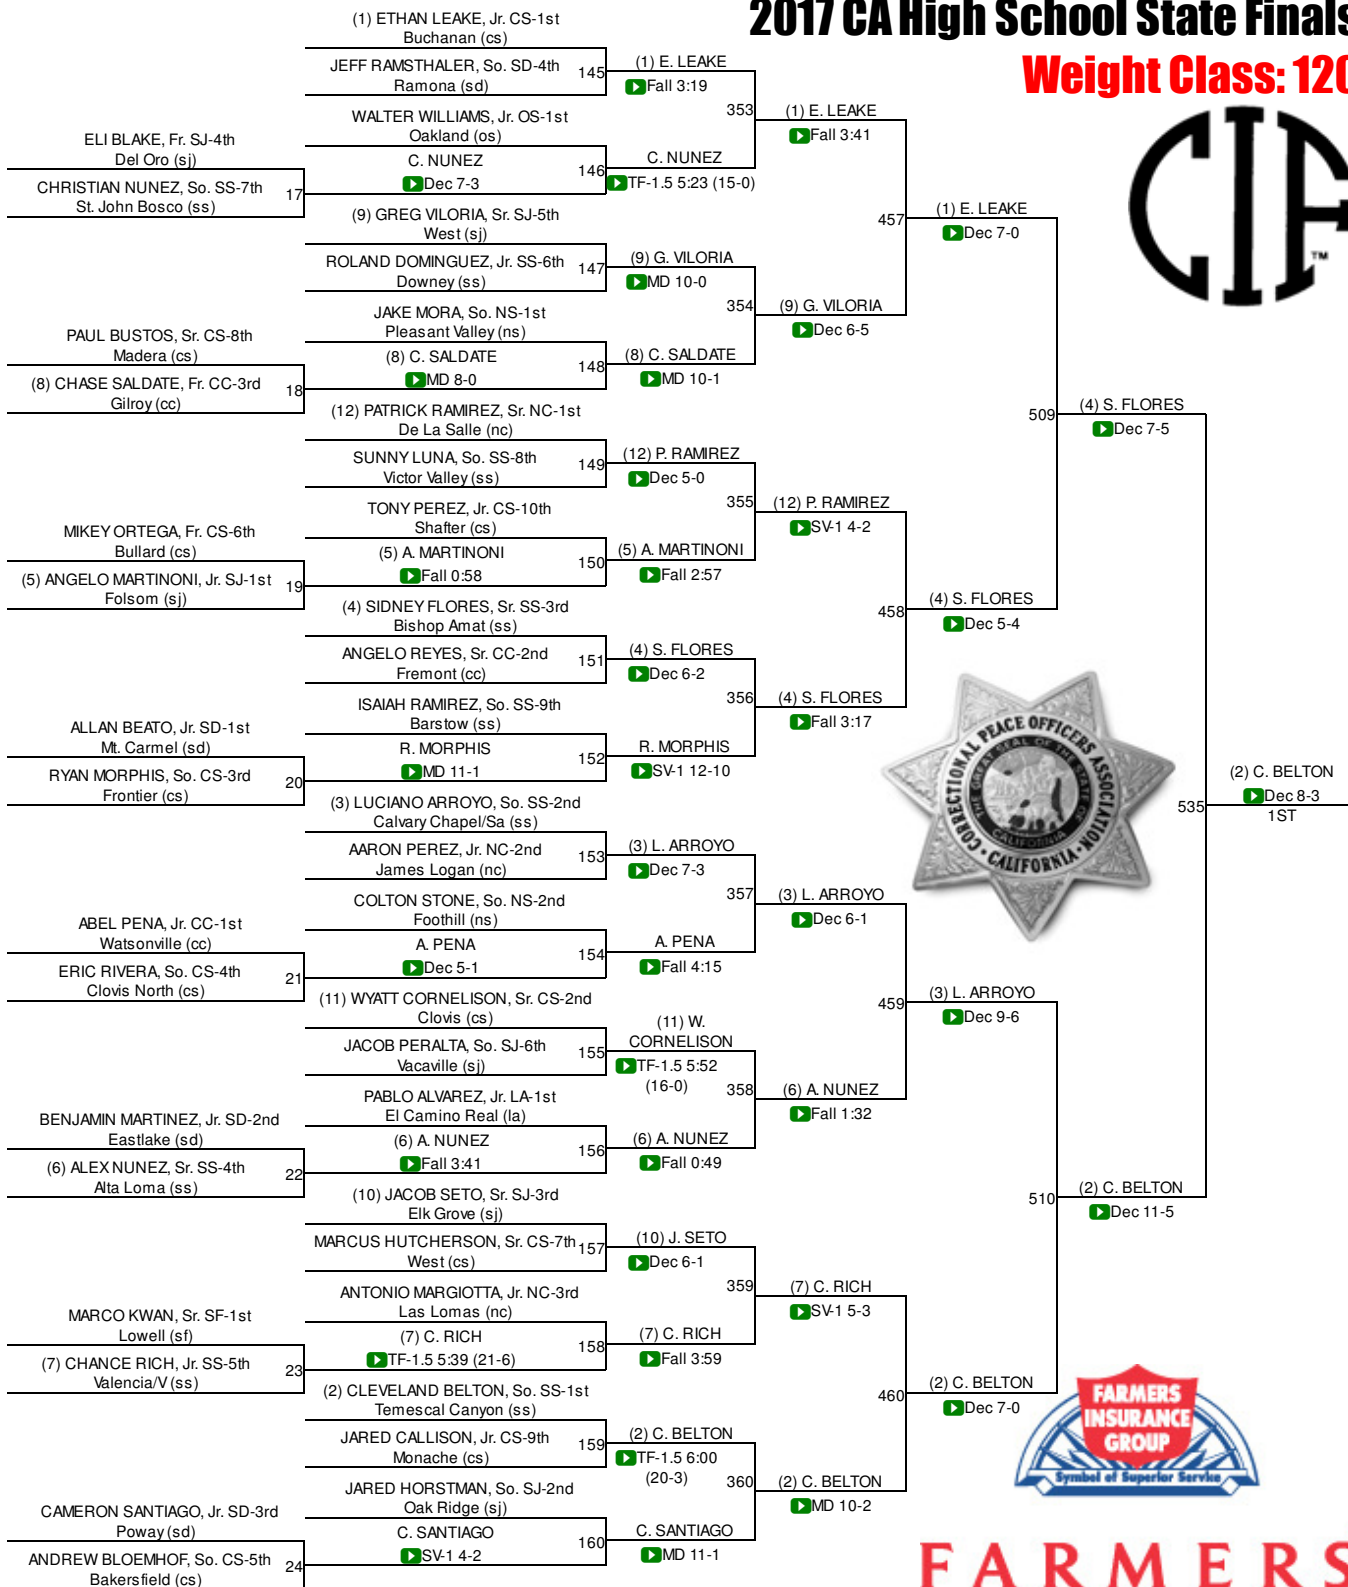 2017 CA High School State Finals
Weight Class: 120
(1) ETHAN LEAKE, Jr. CS-1st
Buchanan (cs)
JEFF RAMSTHALER, So. SD-4th
Ramona (sd)
145
WALTER WILLIAMS, Jr. OS-1st
Oakland (os)
ELI BLAKE, Fr. SJ-4th
Del Oro (sj)
CHRISTIAN NUNEZ, So. SS-7th
St. John Bosco (ss)
17
C. NUNEZ
Dec 7-3
146
(9) GREG VILORIA, Sr. SJ-5th
West (sj)
ROLAND DOMINGUEZ, Jr. SS-6th
Downey (ss)
147
JAKE MORA, So. NS-1st
Pleasant Valley (ns)
PAUL BUSTOS, Sr. CS-8th
Madera (cs)
(8) CHASE SALDATE, Fr. CC-3rd
Gilroy (cc)
18
(8) C. SALDATE
MD 8-0
148
(12) PATRICK RAMIREZ, Sr. NC-1st
De La Salle (nc)
SUNNY LUNA, So. SS-8th
Victor Valley (ss)
149
TONY PEREZ, Jr. CS-10th
Shafter (cs)
MIKEY ORTEGA, Fr. CS-6th
Bullard (cs)
(5) ANGELO MARTINONI, Jr. SJ-1st
Folsom (sj)
19
(5) A. MARTINONI
Fall 0:58
150
(4) SIDNEY FLORES, Sr. SS-3rd
Bishop Amat (ss)
ANGELO REYES, Sr. CC-2nd
Fremont (cc)
151
ISAIAH RAMIREZ, So. SS-9th
Barstow (ss)
ALLAN BEATO, Jr. SD-1st
Mt. Carmel (sd)
RYAN MORPHIS, So. CS-3rd
Frontier (cs)
20
R. MORPHIS
MD 11-1
152
(3) LUCIANO ARROYO, So. SS-2nd
Calvary Chapel/Sa (ss)
AARON PEREZ, Jr. NC-2nd
James Logan (nc)
153
COLTON STONE, So. NS-2nd
Foothill (ns)
ABEL PENA, Jr. CC-1st
Watsonville (cc)
ERIC RIVERA, So. CS-4th
Clovis North (cs)
21
A. PENA
Dec 5-1
154
(11) WYATT CORNELISON, Sr. CS-2nd
Clovis (cs)
JACOB PERALTA, So. SJ-6th
Vacaville (sj)
155
PABLO ALVAREZ, Jr. LA-1st
El Camino Real (la)
BENJAMIN MARTINEZ, Jr. SD-2nd
Eastlake (sd)
(6) ALEX NUNEZ, Sr. SS-4th
Alta Loma (ss)
22
(6) A. NUNEZ
Fall 3:41
156
(10) JACOB SETO, Sr. SJ-3rd
Elk Grove (sj)
MARCUS HUTCHERSON, Sr. CS-7th
West (cs)
157
ANTONIO MARGIOTTA, Jr. NC-3rd
Las Lomas (nc)
MARCO KWAN, Sr. SF-1st
Lowell (sf)
(7) CHANCE RICH, Jr. SS-5th
Valencia/V (ss)
23
(7) C. RICH
TF-1.5 5:39 (21-6)
158
(2) CLEVELAND BELTON, So. SS-1st
Temescal Canyon (ss)
JARED CALLISON, Jr. CS-9th
Monache (cs)
159
JARED HORSTMAN, So. SJ-2nd
Oak Ridge (sj)
CAMERON SANTIAGO, Jr. SD-3rd
Poway (sd)
ANDREW BLOEMHOF, So. CS-5th
Bakersfield (cs)
24
C. SANTIAGO
SV-1 4-2
160
(1) E. LEAKE
Fall 3:19
353
C. NUNEZ
TF-1.5 5:23 (15-0)
(9) G. VILORIA
MD 10-0
354
(8) C. SALDATE
MD 10-1
(12) P. RAMIREZ
Dec 5-0
355
(5) A. MARTINONI
Fall 2:57
(4) S. FLORES
Dec 6-2
356
R. MORPHIS
SV-1 12-10
(3) L. ARROYO
Dec 7-3
357
A. PENA
Fall 4:15
(11) W.
CORNELISON
TF-1.5 5:52
(16-0)
358
(6) A. NUNEZ
Fall 0:49
(10) J. SETO
Dec 6-1
359
(7) C. RICH
Fall 3:59
(2) C. BELTON
TF-1.5 6:00
(20-3)
360
C. SANTIAGO
MD 11-1
(1) E. LEAKE
Fall 3:41
457
(9) G. VILORIA
Dec 6-5
(12) P. RAMIREZ
SV-1 4-2
458
(4) S. FLORES
Fall 3:17
(3) L. ARROYO
Dec 6-1
459
(6) A. NUNEZ
Fall 1:32
(7) C. RICH
SV-1 5-3
460
(2) C. BELTON
MD 10-2
(1) E. LEAKE
Dec 7-0
509
(4) S. FLORES
Dec 5-4
(3) L. ARROYO
Dec 9-6
510
(2) C. BELTON
Dec 7-0
(4) S. FLORES
Dec 7-5
535
(2) C. BELTON
Dec 11-5
(2) C. BELTON
Dec 8-3
1ST
CIF
TM
CORRECTIONAL PEACE OFFICERS ASSOCIATION
THE GREAT SEAL OF THE STATE OF CALIFORNIA
CALIFORNIA
FARMERS
INSURANCE
GROUP
Symbol of Superior Service
FARMERS